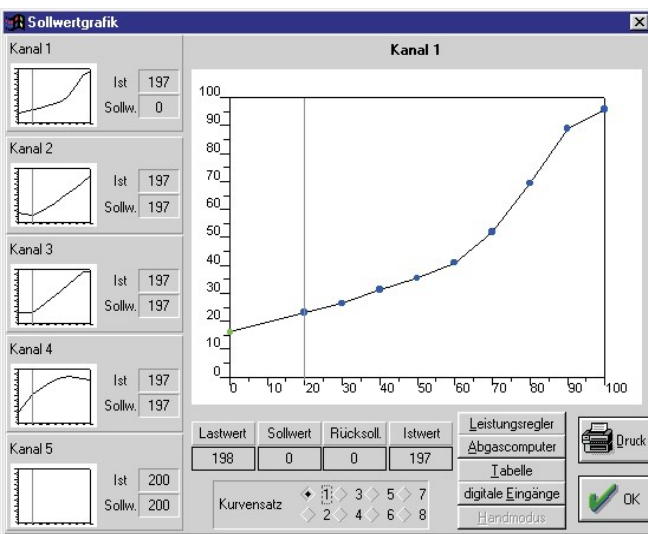 Sollwertgrafik
Kanal 1
Ist 197
Sollw. 0
Kanal 2
Ist 197
Sollw. 197
Kanal 3
Ist 197
Sollw. 197
Kanal 4
Ist 197
Sollw. 197
Kanal 5
Ist 200
Sollw. 200
Kanal 1
100
90
80
70
60
50
40
30
20
10
0
0 10 20 30 40 50 60 70 80 90 100
Lastwert Sollwert Rücksoll. Istwert
198 0 0 197
Kurvensatz
1 3 5 7
2 4 6 8
Leistungsregler
Abgascomputer
Tabelle
digitale Eingänge
Handmodus
Druck
OK